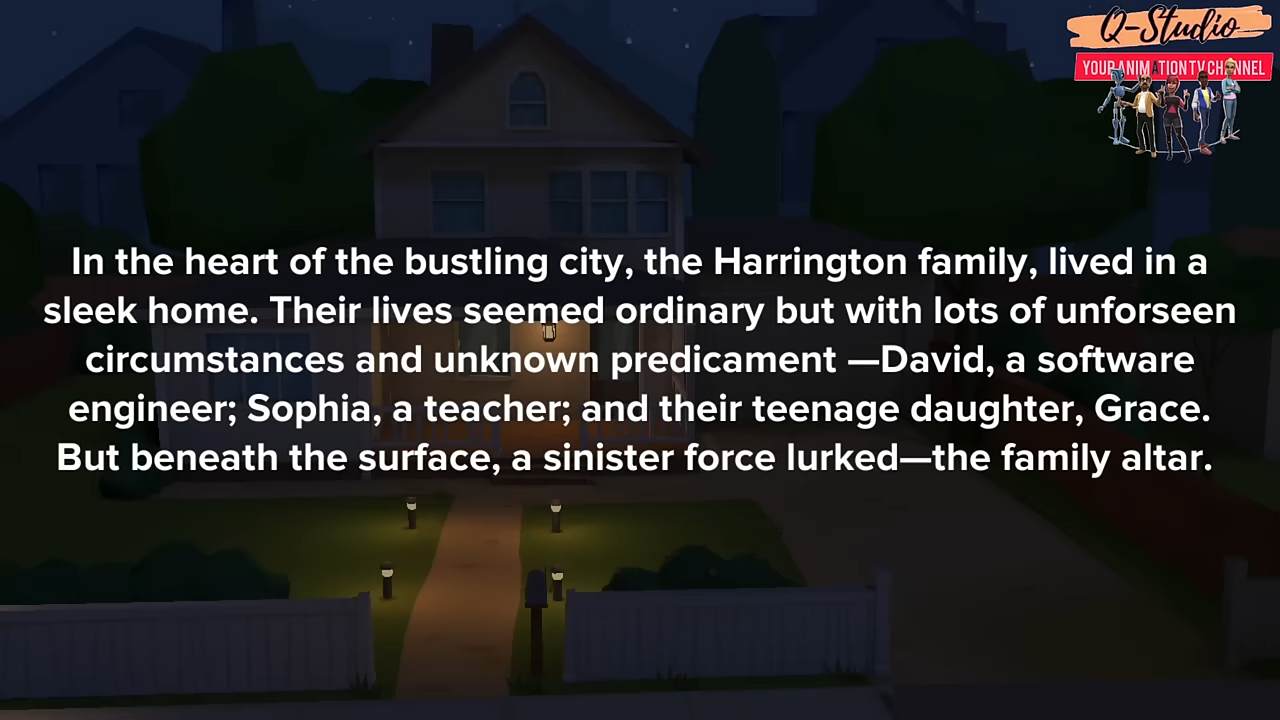 Q-Studio
YOUR ANIMATION TV CHANNEL
In the heart of the bustling city, the Harrington family, lived in a
sleek home. Their lives seemed ordinary but with lots of unforseen
circumstances and unknown predicament —David, a software
engineer; Sophia, a teacher; and their teenage daughter, Grace.
But beneath the surface, a sinister force lurked—the family altar.